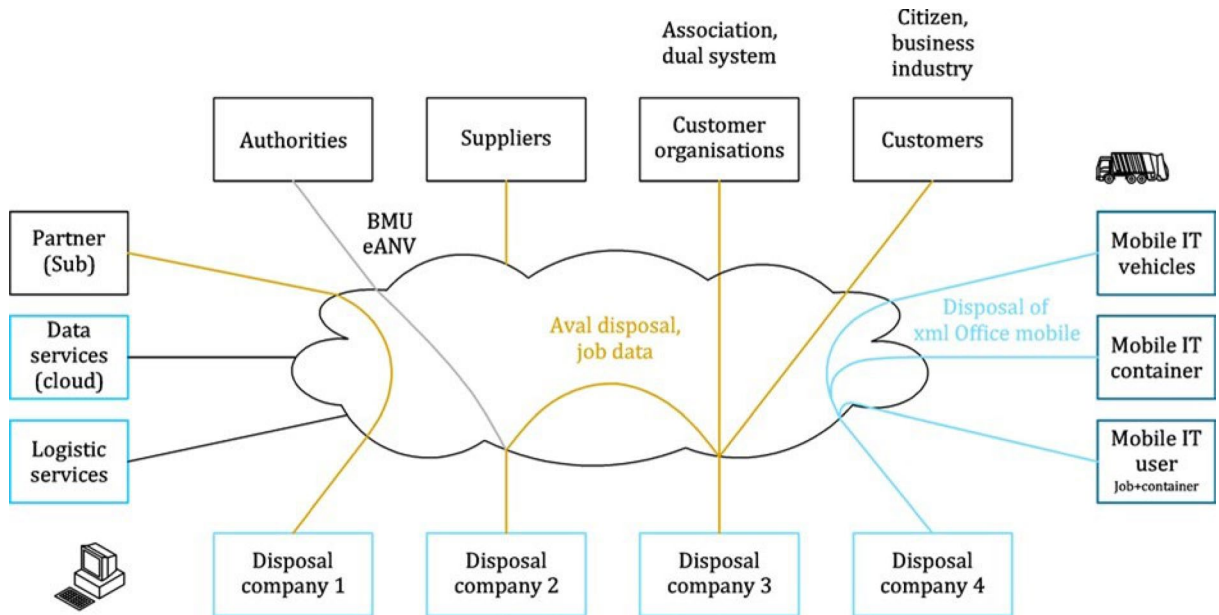 Association,
dual system
Citizen,
business
industry
Authorities
Suppliers
Customer
organisations
Customers
BMU
eANV
Partner
(Sub)
Data
services
(cloud)
Logistic
services
Aval disposal,
job data
Disposal of
xml Office mobile
Mobile IT
vehicles
Mobile IT
container
Mobile IT
user
Job+container
Disposal
company 1
Disposal
company 2
Disposal
company 3
Disposal
company 4